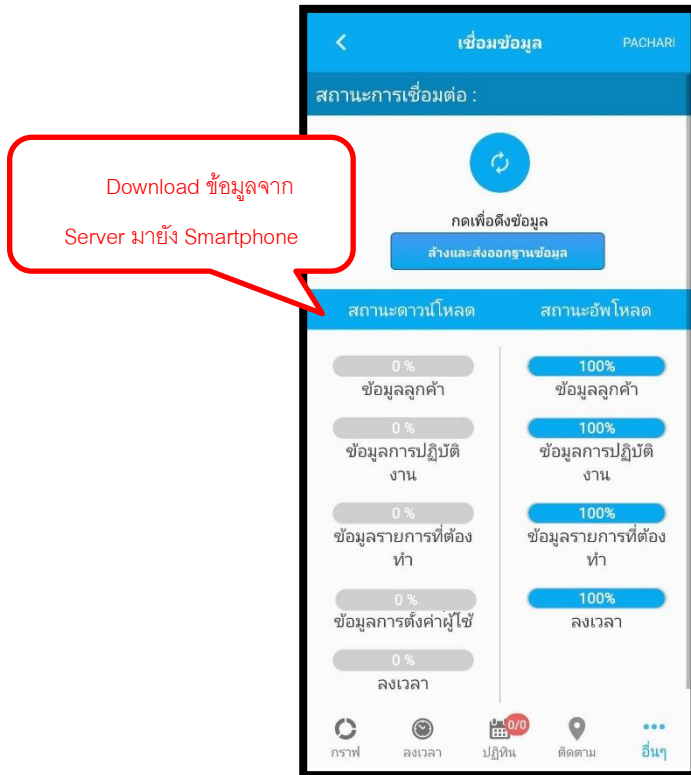 เชื่อมข้อมูล PACHARI
สถานะการเชื่อมต่อ :
Download ข้อมูลจาก
Server มายัง Smartphone
กดเพื่อดึงข้อมูล
ล้างและส่งออกฐานข้อมูล
สถานะดาวน์โหลด สถานะอัพโหลด
0 % 100%
ข้อมูลลูกค้า ข้อมูลลูกค้า
0 % 100%
ข้อมูลการปฏิบัติ ข้อมูลการปฏิบัติ
งาน งาน
0 % 100%
ข้อมูลรายการที่ต้อง ข้อมูลรายการที่ต้อง
ทำ ทำ
0 % 100%
ข้อมูลการตั้งค่าผู้ใช้ ลงเวลา
0 %
ลงเวลา
0/0
กราฟ ลงเวลา ปฏิทิน ติดตาม อื่นๆ